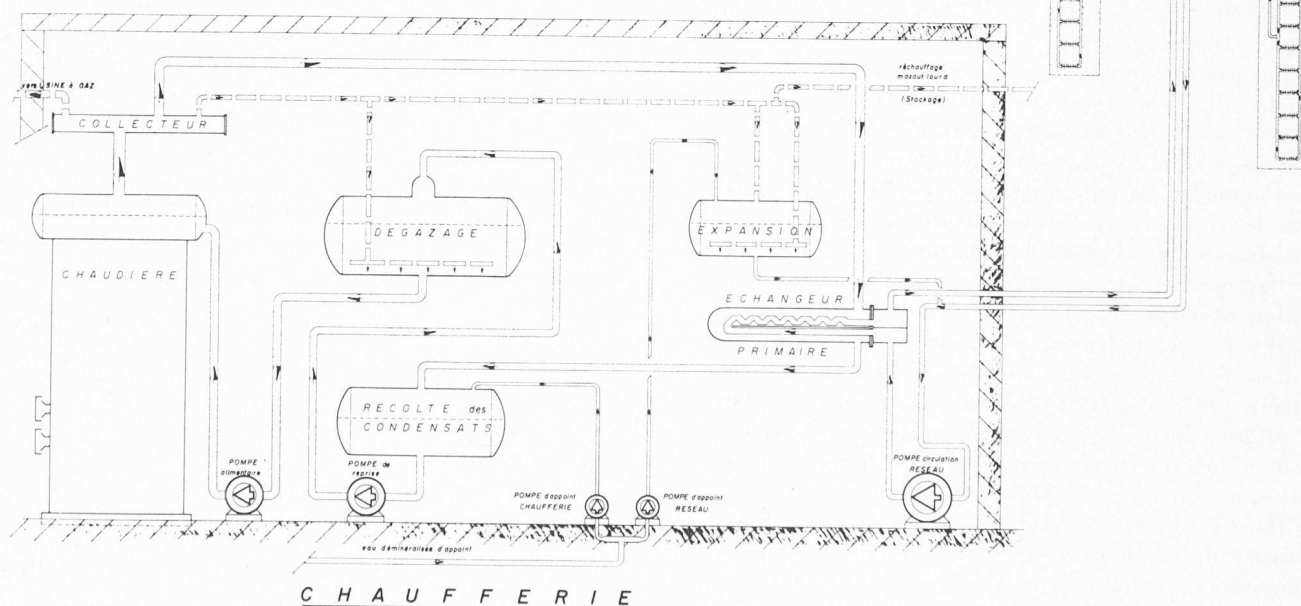 réchauffage
mazout lourd
(Stockage)
vers USINE à GAZ
COLLECTEUR
DEGAZAGE
EXPANSION
CHAUDIERE
ECHANGEUR
PRIMAIRE
RECOLTE des
CONDENSATS
POMPE
alimentaire
POMPE de
reprise
POMPE circulation
RESEAU
POMPE d'appoint
CHAUFFERIE
POMPE d'appoint
RESEAU
eau déminéralisée d'appoint
CHAUFFERIE